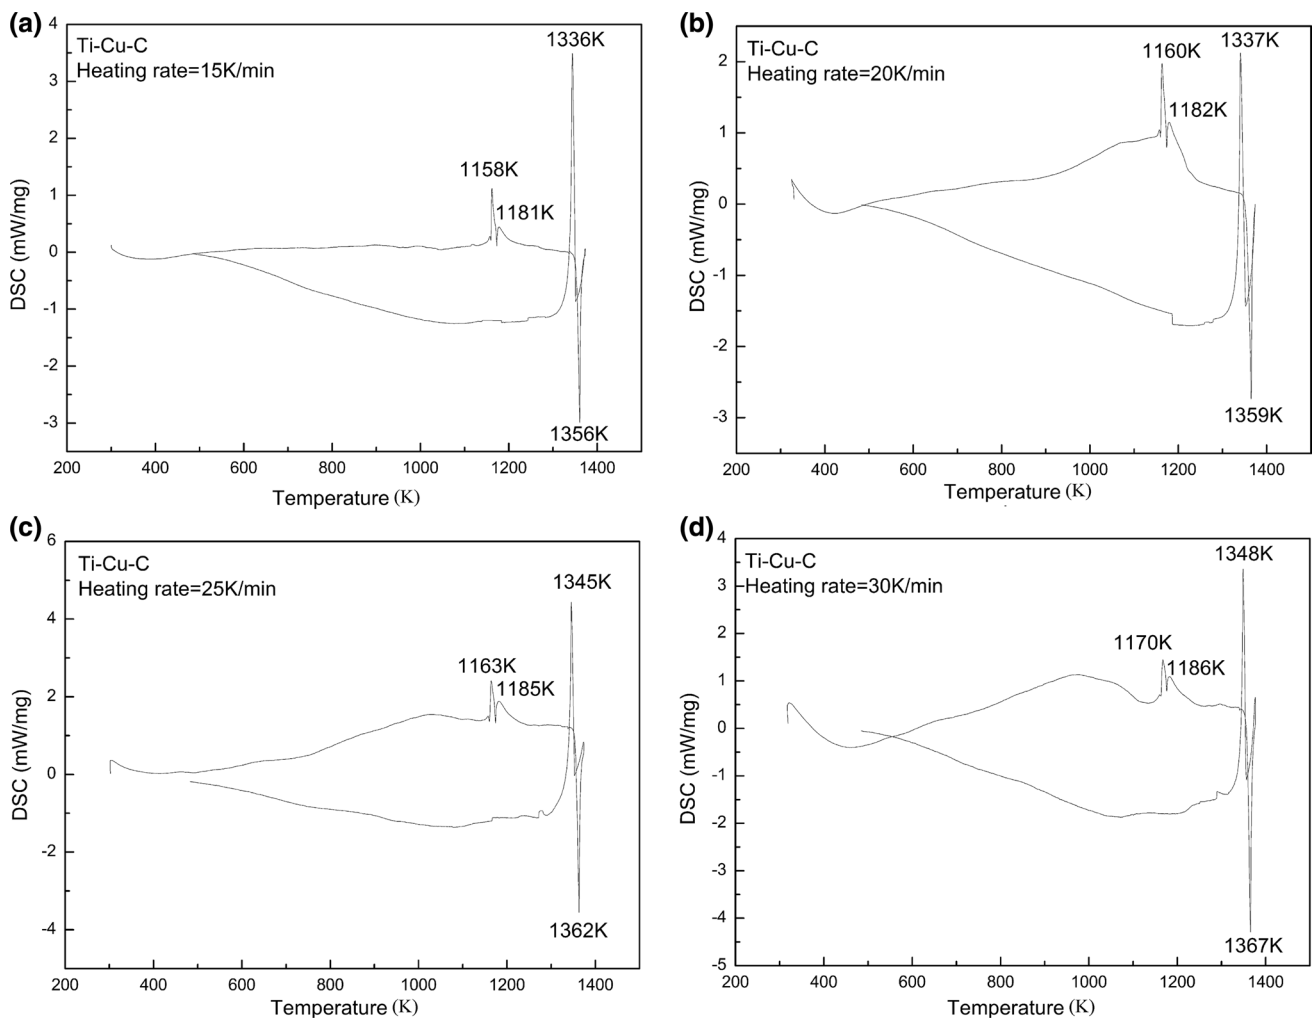 (a)
Ti-Cu-C
Heating rate=15K/min
1336K
1158K
1181K
1356K
4
3
2
1
0
-1
-2
-3
DSC (mW/mg)
200 400 600 800 1000 1200 1400
Temperature (K)
(b)
Ti-Cu-C
Heating rate=20K/min
1160K
1337K
1182K
1359K
2
1
0
-1
-2
-3
DSC (mW/mg)
200 400 600 800 1000 1200 1400
Temperature (K)
(c)
Ti-Cu-C
Heating rate=25K/min
1345K
1163K
1185K
1362K
6
4
2
0
-2
-4
DSC (mW/mg)
200 400 600 800 1000 1200 1400
Temperature (K)
(d)
Ti-Cu-C
Heating rate=30K/min
1348K
1170K
1186K
1367K
4
3
2
1
0
-1
-2
-3
-4
-5
DSC (mW/mg)
200 400 600 800 1000 1200 1400
Temperature (K)